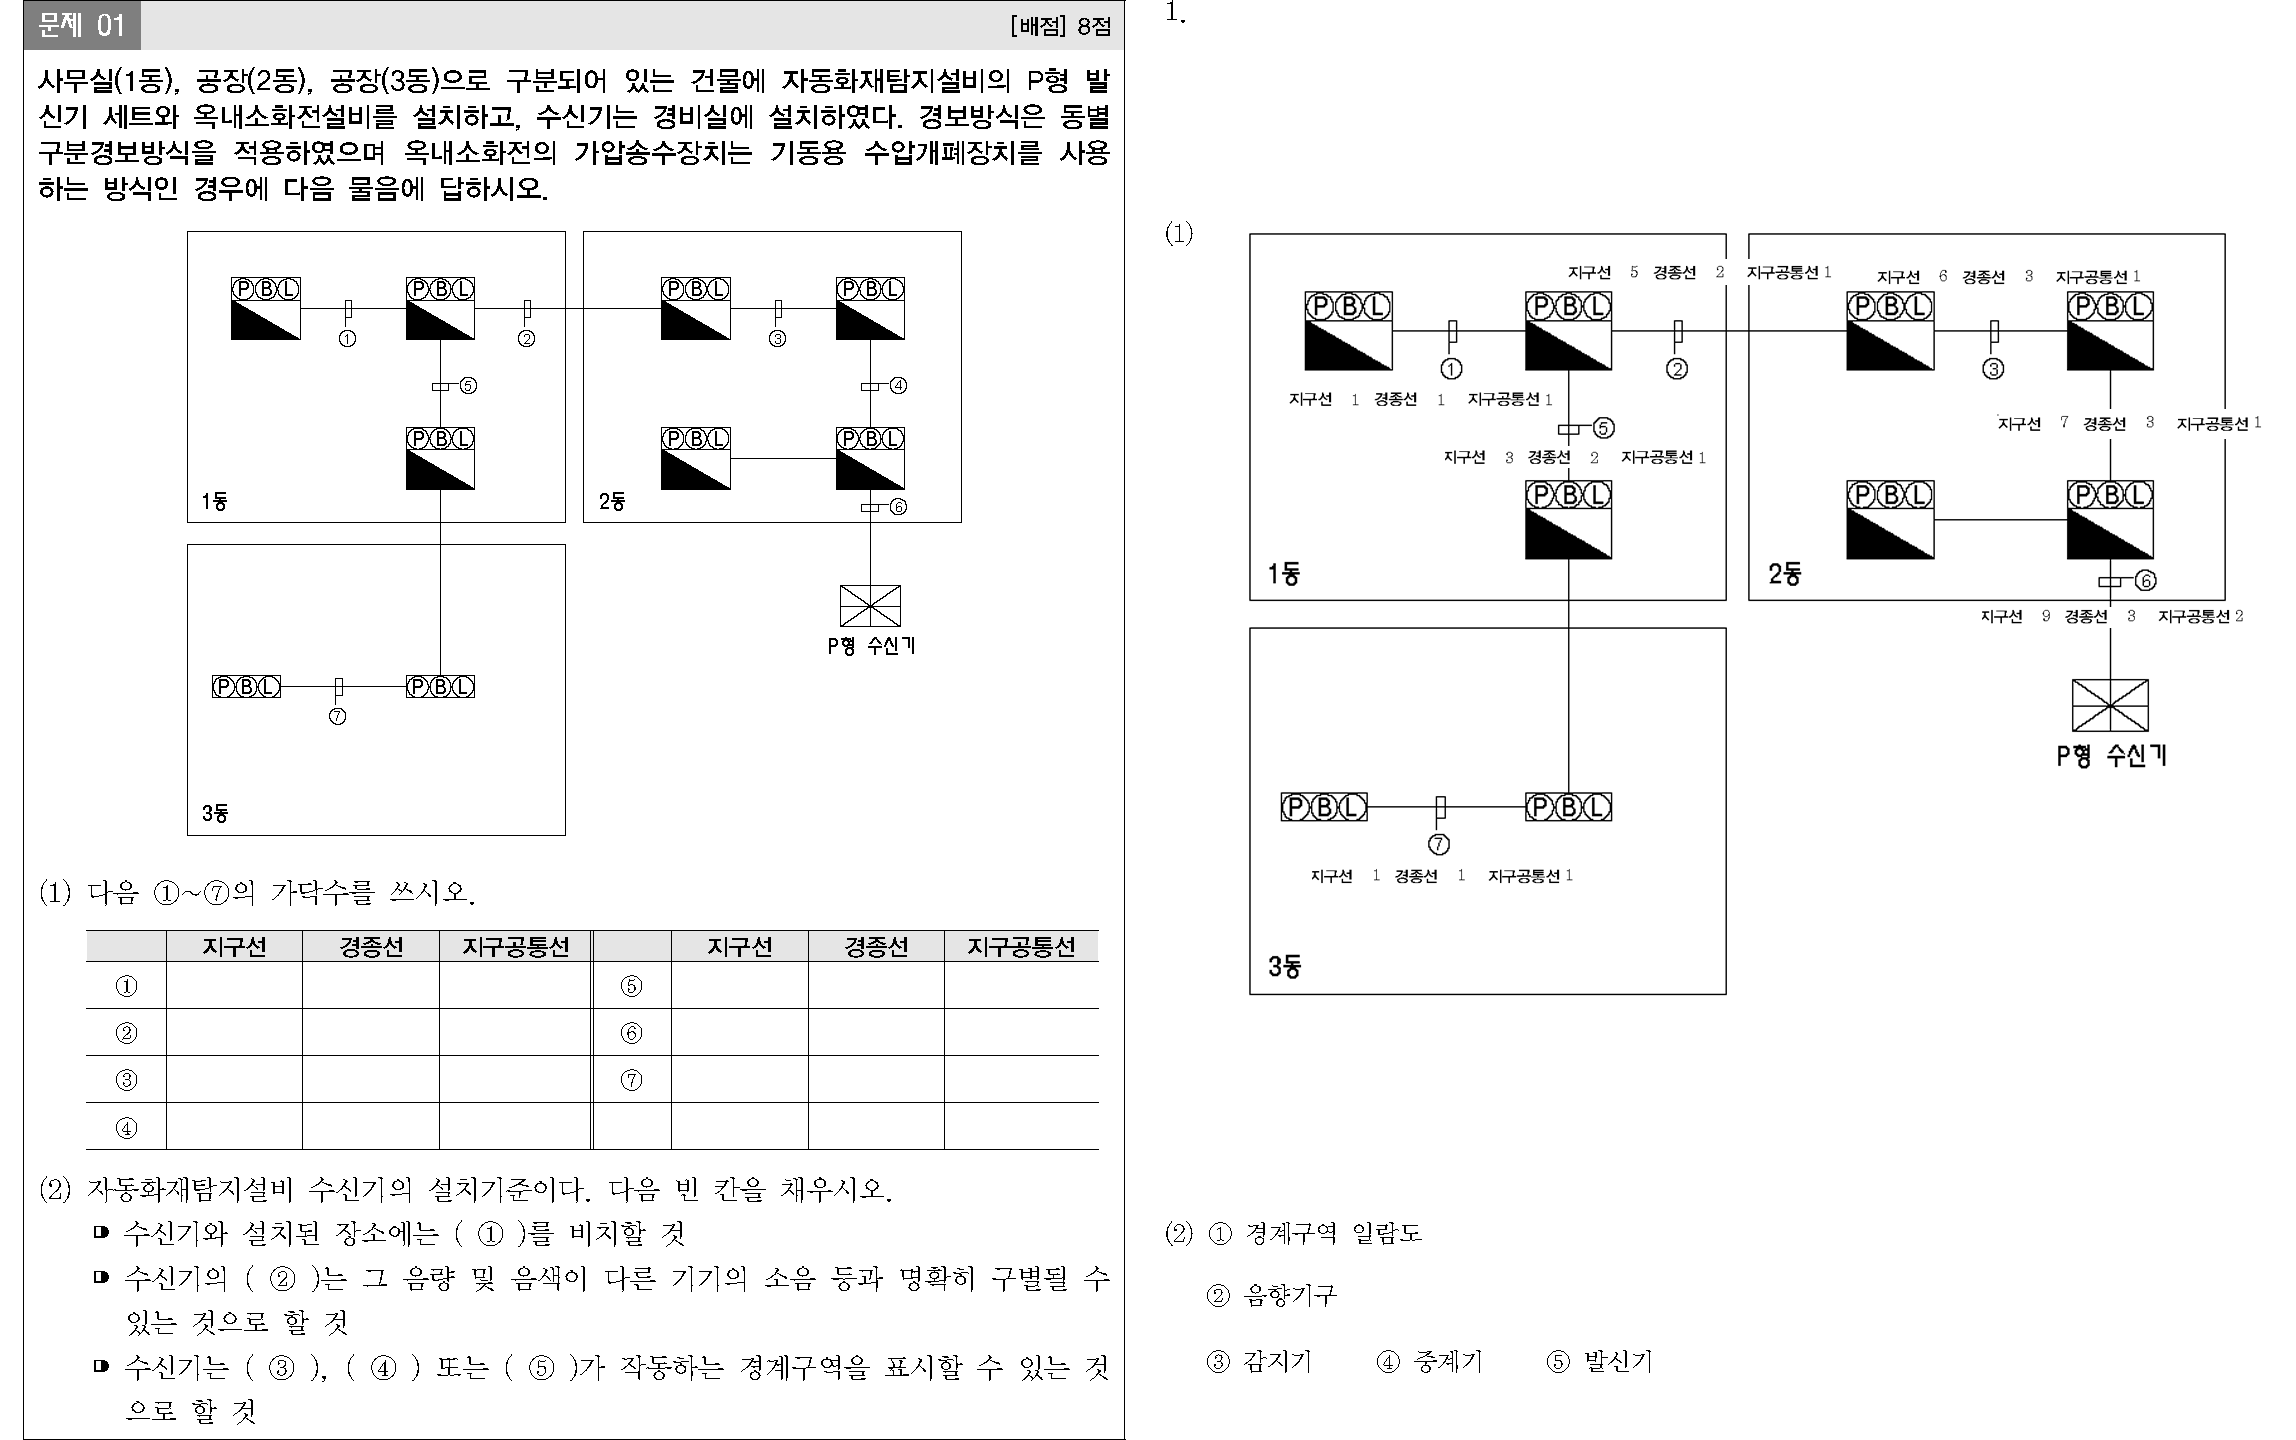 문제 01
[배점] 8점
사무실(1동), 공장(2동), 공장(3동)으로 구분되어 있는 건물에 자동화재탐지설비의 P형 발
신기 세트와 옥내소화전설비를 설치하고, 수신기는 경비실에 설치하였다. 경보방식은 동별
구분경보방식을 적용하였으며 옥내소화전의 가압송수장치는 기동용 수압개폐장치를 사용
하는 방식인 경우에 다음 물음에 답하시오.
PBL PBL PBL PBL
① ② ③
⑤ ④
PBL PBL PBL
1동 2동 ⑥
P형 수신기
PBL PBL
⑦
3동
(1) 다음 ①~⑦의 가닥수를 쓰시오.
지구선 경종선 지구공통선 지구선 경종선 지구공통선
① ⑤
② ⑥
③ ⑦
④
(2) 자동화재탐지설비 수신기의 설치기준이다. 다음 빈 칸을 채우시오.
수신기와 설치된 장소에는 ( ① )를 비치할 것
수신기의 ( ② )는 그 음량 및 음색이 다른 기기의 소음 등과 명확히 구별될 수
있는 것으로 할 것
수신기는 ( ③ ), ( ④ ) 또는 ( ⑤ )가 작동하는 경계구역을 표시할 수 있는 것
으로 할 것
1.
(1)
지구선 5 경종선 2 지구공통선 1
지구선 6 경종선 3 지구공통선 1
PBL PBL PBL PBL
① ② ③
지구선 1 경종선 1 지구공통선 1
⑤
지구선 7 경종선 3 지구공통선 1
지구선 3 경종선 2 지구공통선 1
PBL PBL PBL
1동 2동 ⑥
지구선 9 경종선 3 지구공통선 2
P형 수신기
PBL PBL
⑦
지구선 1 경종선 1 지구공통선 1
3동
(2) ① 경계구역 일람도
② 음향기구
③ 감지기 ④ 중계기 ⑤ 발신기